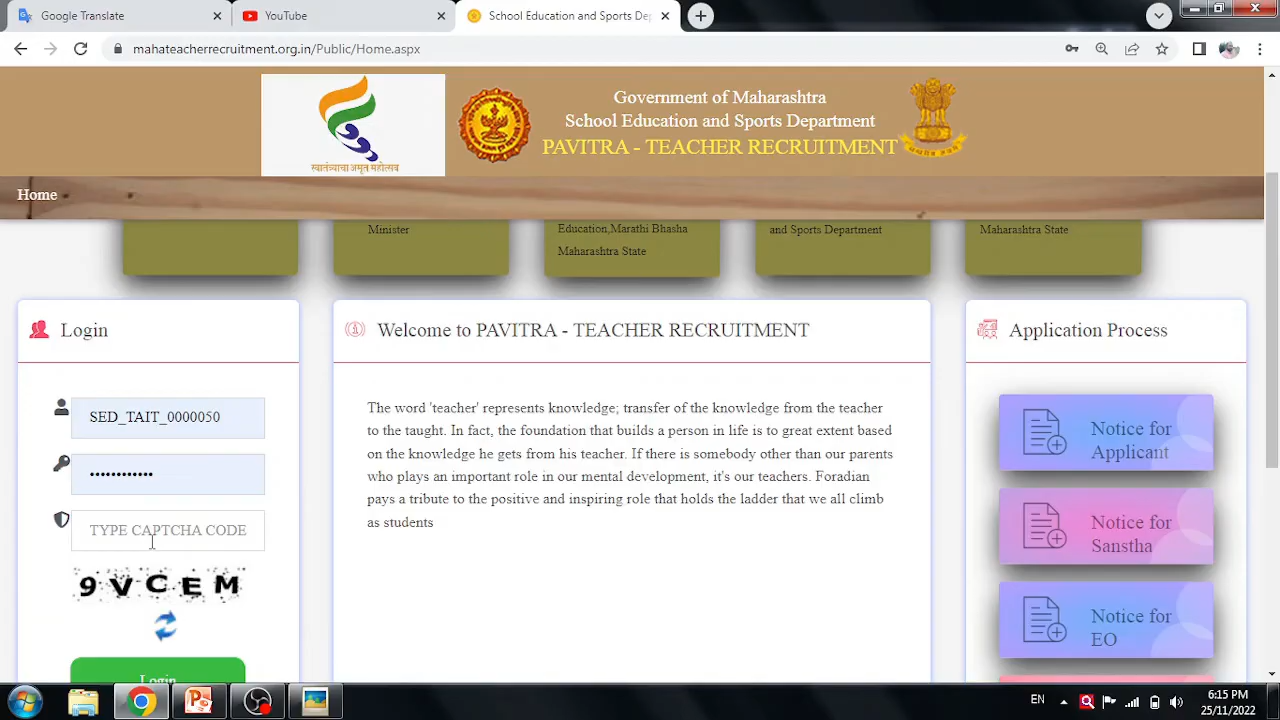 Google Translate
YouTube
School Education and Sports De
mahateacherrecruitment.org.in/Public/Home.aspx
स्वातंत्र्याचा अमृत महोत्सव
Government of Maharashtra
School Education and Sports Department
PAVITRA - TEACHER RECRUITMENT
Home
Minister
Education,Marathi Bhasha
Maharashtra State
and Sports Department
Maharashtra State
Login
SED_TAIT_0000050
••••••••••••
TYPE CAPTCHA CODE
9VCEM
Login
Welcome to PAVITRA - TEACHER RECRUITMENT
The word 'teacher' represents knowledge; transfer of the knowledge from the teacher
to the taught. In fact, the foundation that builds a person in life is to great extent based
on the knowledge he gets from his teacher. If there is somebody other than our parents
who plays an important role in our mental development, it's our teachers. Foradian
pays a tribute to the positive and inspiring role that holds the ladder that we all climb
as students
Application Process
Notice for
Applicant
Notice for
Sanstha
Notice for
EO
EN
6:15 PM
25/11/2022